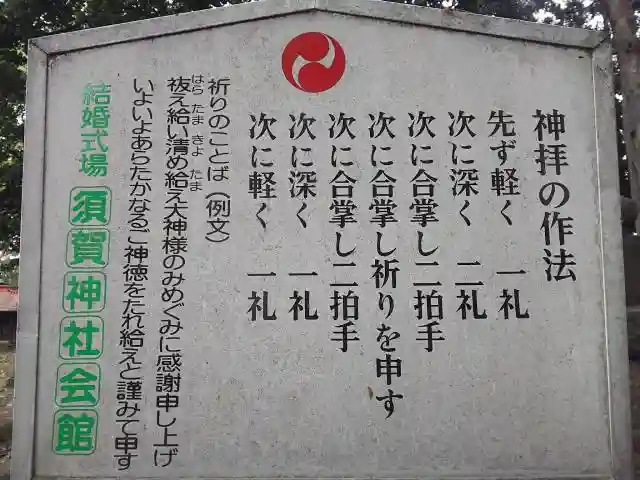 神拝の作法
先ず軽く 一礼
次に深く 二礼
次に合掌し二拍手
次に合掌し祈りを申す
次に合掌し二拍手
次に深く 一礼
次に軽く 一礼
祈りのことば（例文）
祓え給い清め給え大神様のみめぐみに感謝申し上げ
はら たま きよ たま
いよいよあらたかなるご神徳をたれ給えと謹みて申す
結婚式場 須賀神社会館